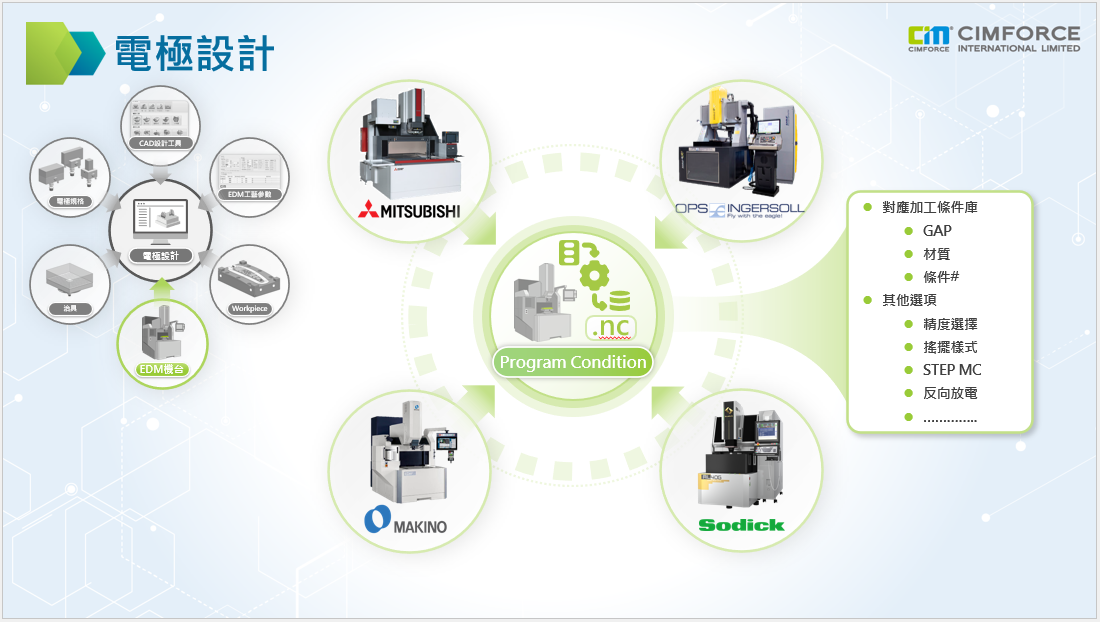 電極設計
CIM
CIMFORCE
CIMFORCE
INTERNATIONAL LIMITED
CAD設計工具
電極規格
EDM工藝參數
電極設計
治具
Workpiece
EDM機台
MITSUBISHI
OPS INGERSOLL
Fly with the eagle!
.nc
Program Condition
MAKINO
Sodick
對應加工條件庫
GAP
材質
條件#
其他選項
精度選擇
搖擺樣式
STEP MC
反向放電
..............